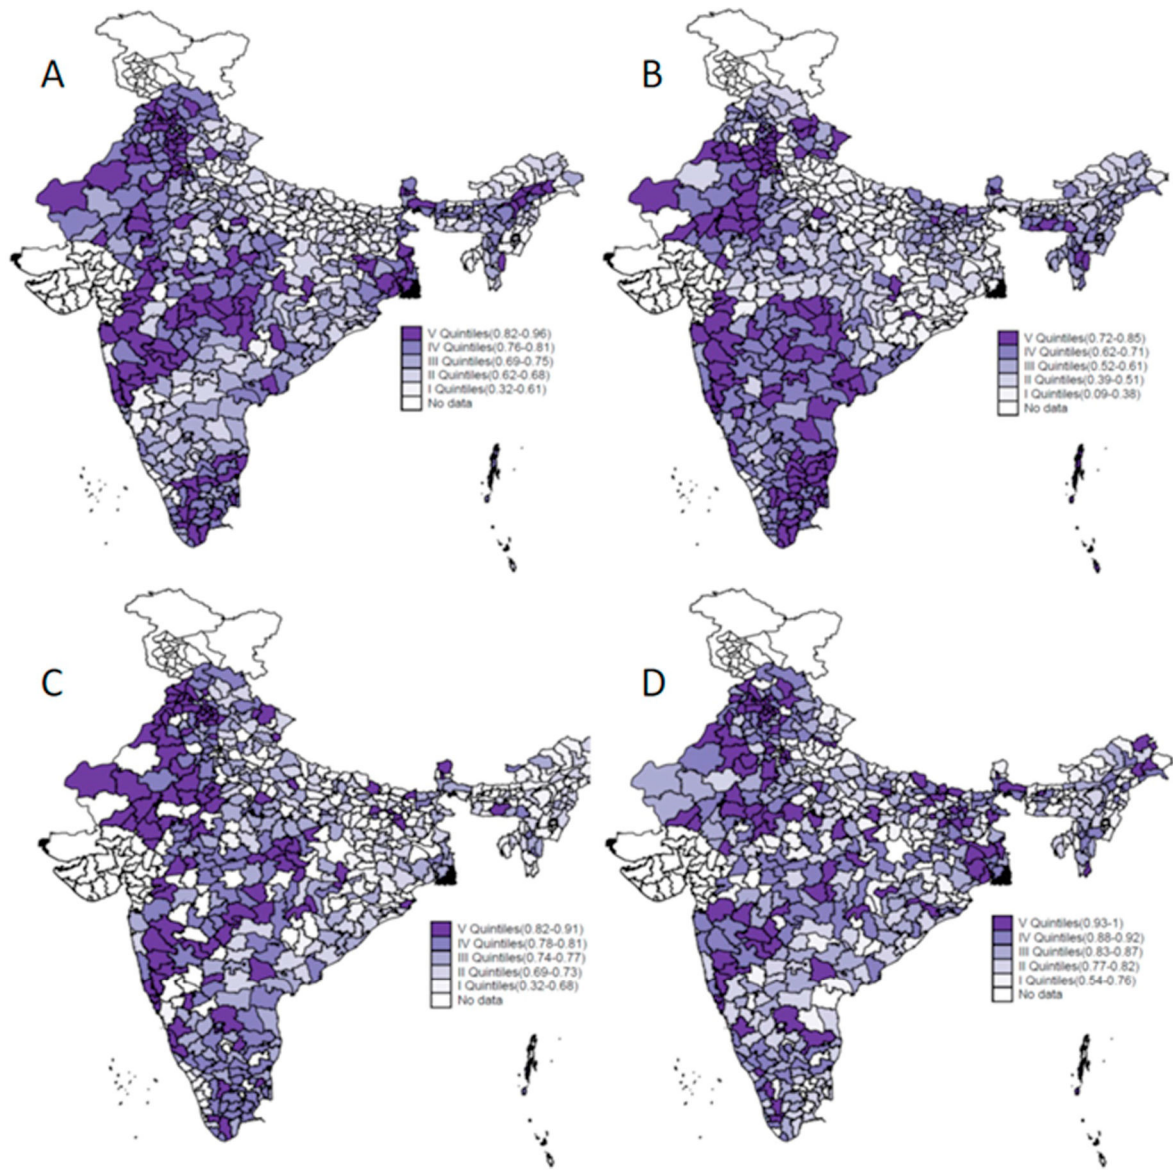 A
B
V Quintiles(0.82-0.96)
IV Quintiles(0.76-0.81)
III Quintiles(0.69-0.75)
II Quintiles(0.62-0.68)
I Quintiles(0.32-0.61)
No data
V Quintiles(0.72-0.85)
IV Quintiles(0.62-0.71)
III Quintiles(0.52-0.61)
II Quintiles(0.39-0.51)
I Quintiles(0.09-0.38)
No data
C
D
V Quintiles(0.82-0.91)
IV Quintiles(0.78-0.81)
III Quintiles(0.74-0.77)
II Quintiles(0.69-0.73)
I Quintiles(0.32-0.68)
No data
V Quintiles(0.93-1)
IV Quintiles(0.88-0.92)
III Quintiles(0.83-0.87)
II Quintiles(0.77-0.82)
I Quintiles(0.54-0.76)
No data